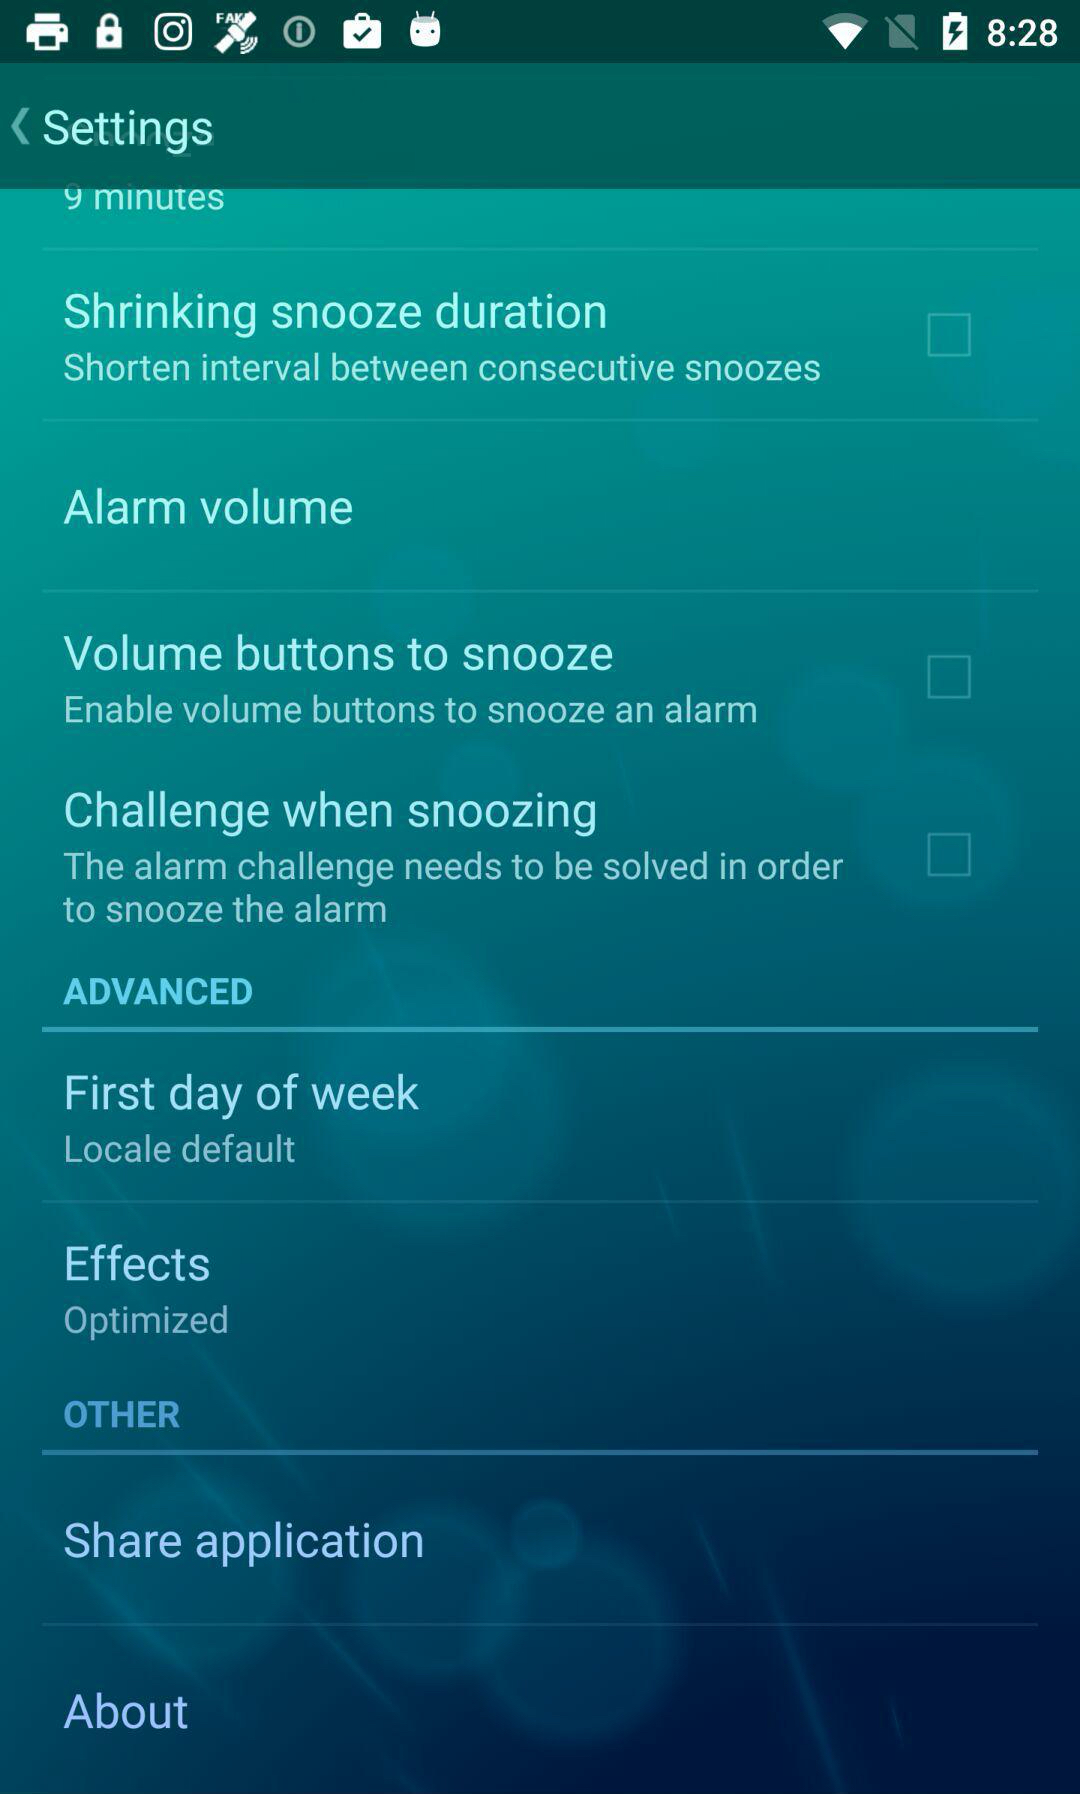 FAKE
8:28
Settings
9 minutes
Shrinking snooze duration
Shorten interval between consecutive snoozes
Alarm volume
Volume buttons to snooze
Enable volume buttons to snooze an alarm
Challenge when snoozing
The alarm challenge needs to be solved in order
to snooze the alarm
ADVANCED
First day of week
Locale default
Effects
Optimized
OTHER
Share application
About